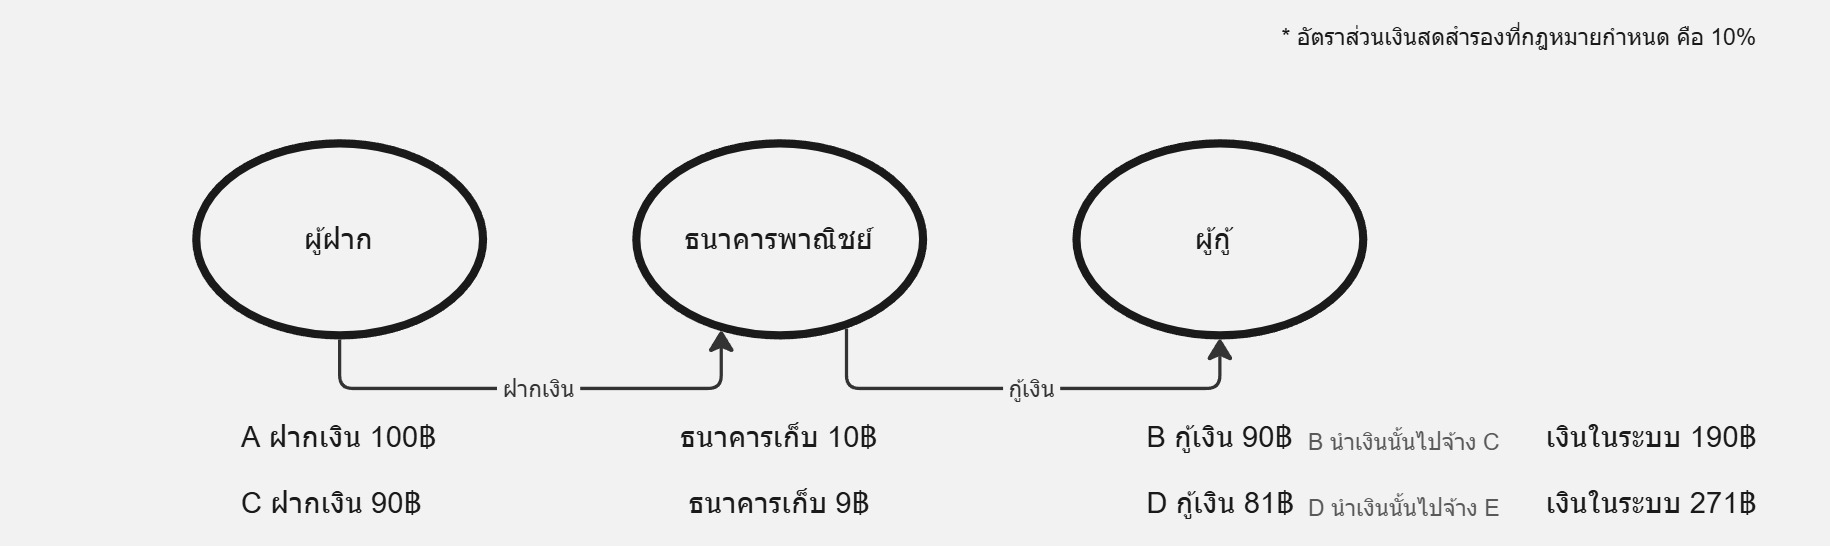 * อัตราส่วนเงินสดสำรองที่กฎหมายกำหนด คือ 10%
ผู้ฝาก
ธนาคารพาณิชย์
ผู้กู้
ฝากเงิน
กู้เงิน
A ฝากเงิน 100฿
ธนาคารเก็บ 10฿
B กู้เงิน 90฿
B นำเงินนั้นไปจ้าง C
เงินในระบบ 190฿
C ฝากเงิน 90฿
ธนาคารเก็บ 9฿
D กู้เงิน 81฿
D นำเงินนั้นไปจ้าง E
เงินในระบบ 271฿